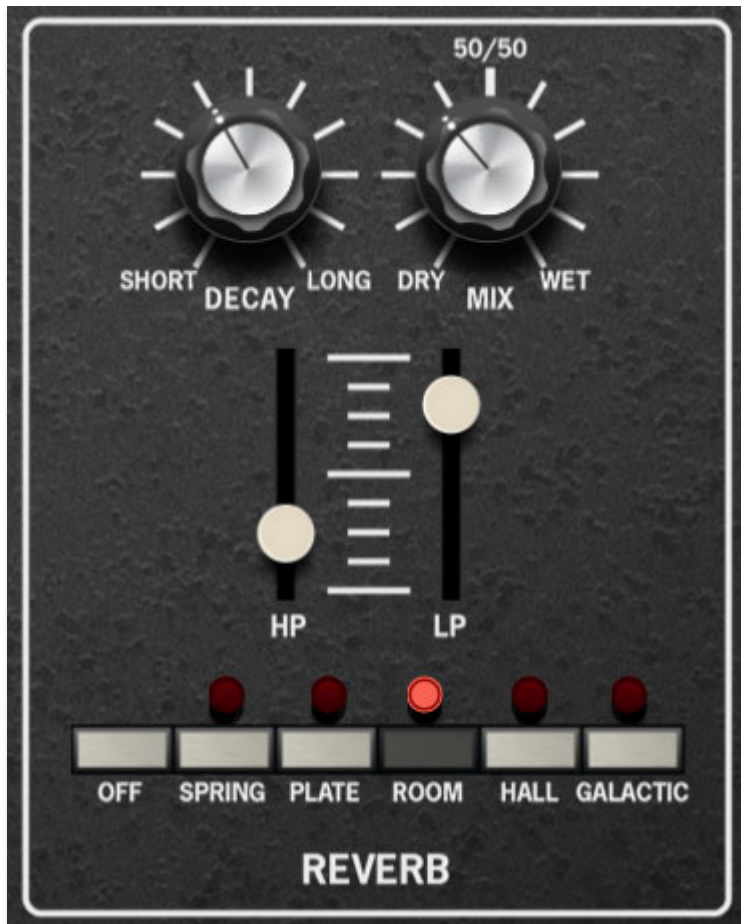 50/50
SHORT DECAY LONG DRY MIX WET
HP LP
OFF SPRING PLATE ROOM HALL GALACTIC
REVERB